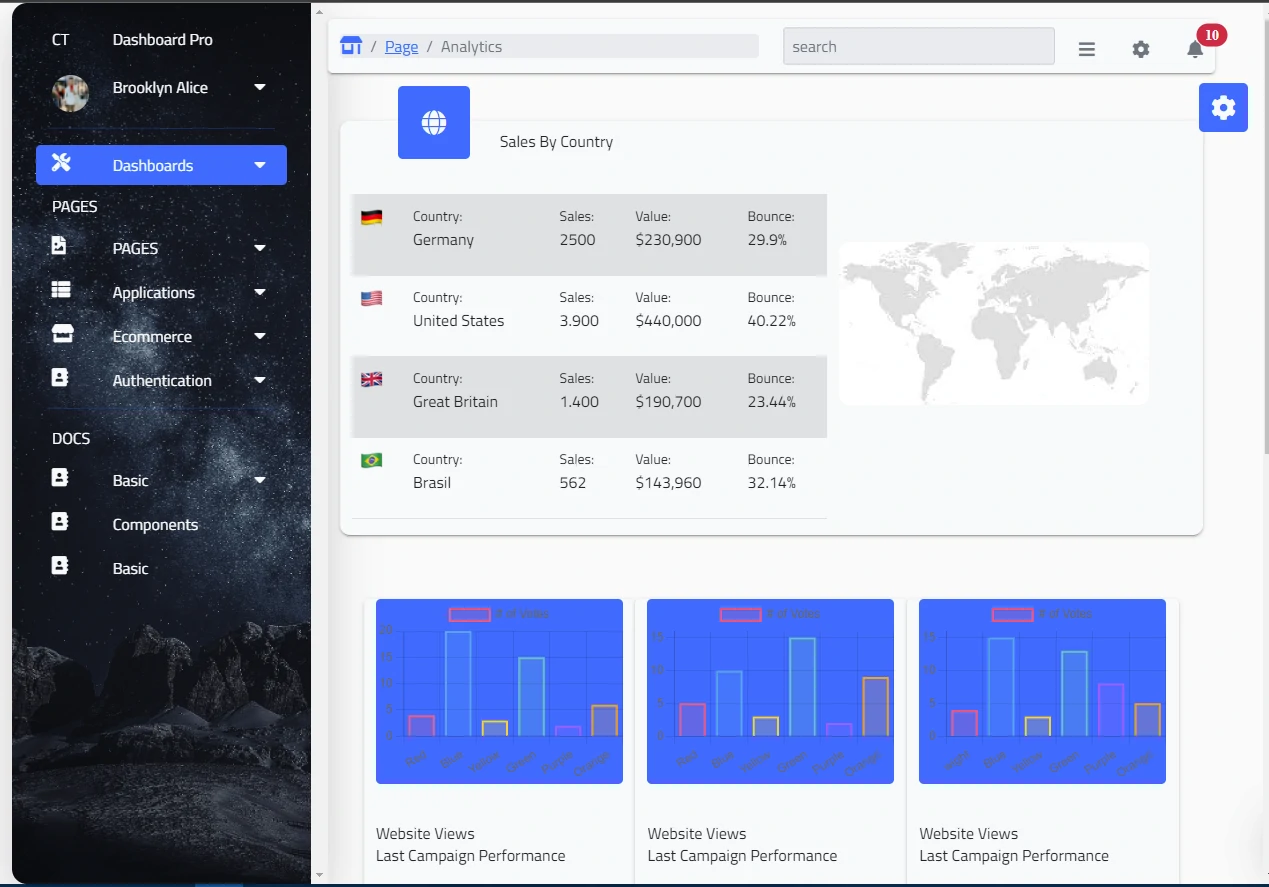 CT Dashboard Pro
Brooklyn Alice
Dashboards
PAGES
PAGES
Applications
Ecommerce
Authentication
DOCS
Basic
Components
Basic
/ Page / Analytics
search
10
Sales By Country
Country: Sales: Value: Bounce:
Germany 2500 $230,900 29.9%
Country: Sales: Value: Bounce:
United States 3.900 $440,000 40.22%
Country: Sales: Value: Bounce:
Great Britain 1.400 $190,700 23.44%
Country: Sales: Value: Bounce:
Brasil 562 $143,960 32.14%
# of Votes
20
15
10
5
0
Red Blue Yellow Green Purple Orange
Website Views
Last Campaign Performance
# of Votes
15
10
5
0
Red Blue Yellow Green Purple Orange
Website Views
Last Campaign Performance
# of Votes
15
10
5
0
Blue Yellow Green Purple Orange
Website Views
Last Campaign Performance